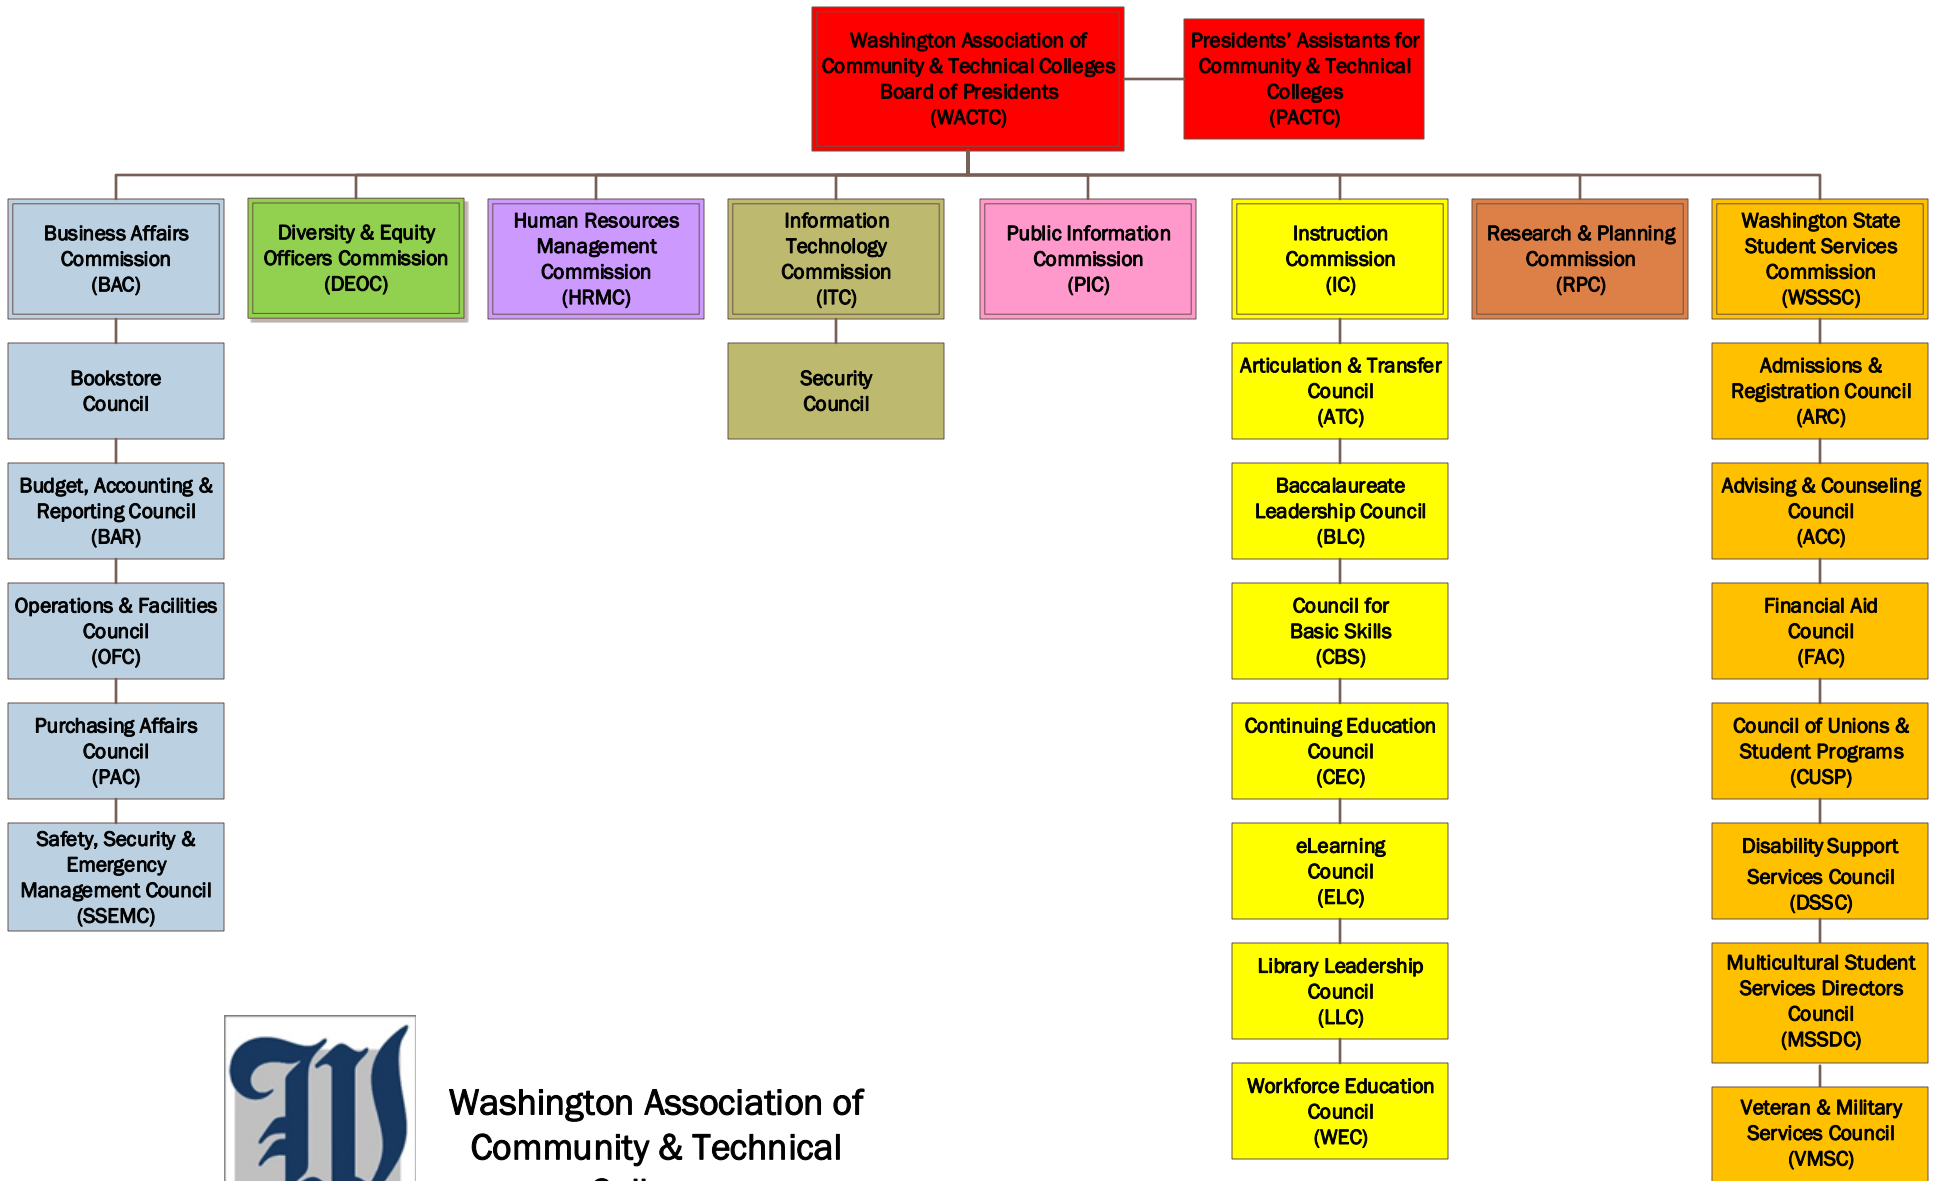 Washington Association of
Community & Technical Colleges
Board of Presidents
(WACTC)
Presidents’ Assistants for
Community & Technical
Colleges
(PACTC)
Business Affairs
Commission
(BAC)
Diversity & Equity
Officers Commission
(DEOC)
Human Resources
Management
Commission
(HRMC)
Information
Technology
Commission
(ITC)
Public Information
Commission
(PIC)
Instruction
Commission
(IC)
Research & Planning
Commission
(RPC)
Washington State
Student Services
Commission
(WSSSC)
Bookstore
Council
Budget, Accounting &
Reporting Council
(BAR)
Operations & Facilities
Council
(OFC)
Purchasing Affairs
Council
(PAC)
Safety, Security &
Emergency
Management Council
(SSEMC)
Security
Council
Articulation & Transfer
Council
(ATC)
Baccalaureate
Leadership Council
(BLC)
Council for
Basic Skills
(CBS)
Continuing Education
Council
(CEC)
eLearning
Council
(ELC)
Library Leadership
Council
(LLC)
Workforce Education
Council
(WEC)
Admissions &
Registration Council
(ARC)
Advising & Counseling
Council
(ACC)
Financial Aid
Council
(FAC)
Council of Unions &
Student Programs
(CUSP)
Disability Support
Services Council
(DSSC)
Multicultural Student
Services Directors
Council
(MSSDC)
Veteran & Military
Services Council
(VMSC)
W
Washington Association of
Community & Technical